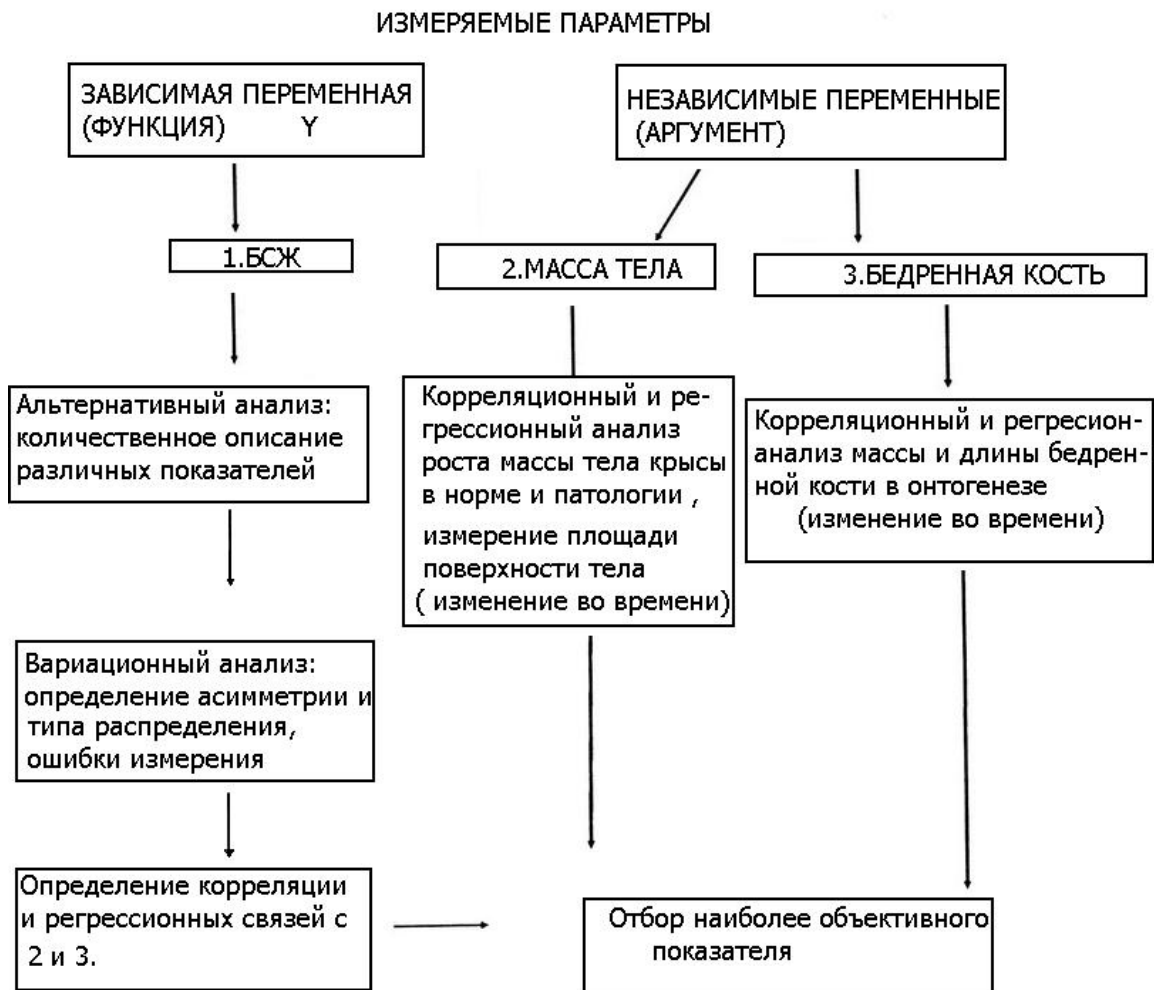 ИЗМЕРЯЕМЫЕ ПАРАМЕТРЫ
ЗАВИСИМАЯ ПЕРЕМЕННАЯ
(ФУНКЦИЯ) Y
НЕЗАВИСИМЫЕ ПЕРЕМЕННЫЕ
(АРГУМЕНТ)
1.БСЖ
2.МАССА ТЕЛА
3.БЕДРЕННАЯ КОСТЬ
Альтернативный анализ:
количественное описание
различных показателей
Корреляционный и ре-
грессионный анализ
роста массы тела крысы
в норме и патологии ,
измерение площади
поверхности тела
( изменение во времени)
Корреляционный и регресион-
анализ массы и длины бедрен-
ной кости в онтогенезе
(изменение во времени)
Вариационный анализ:
определение асимметрии и
типа распределения,
ошибки измерения
Определение корреляции
и регрессионных связей с
2 и 3.
Отбор наиболее объективного
показателя